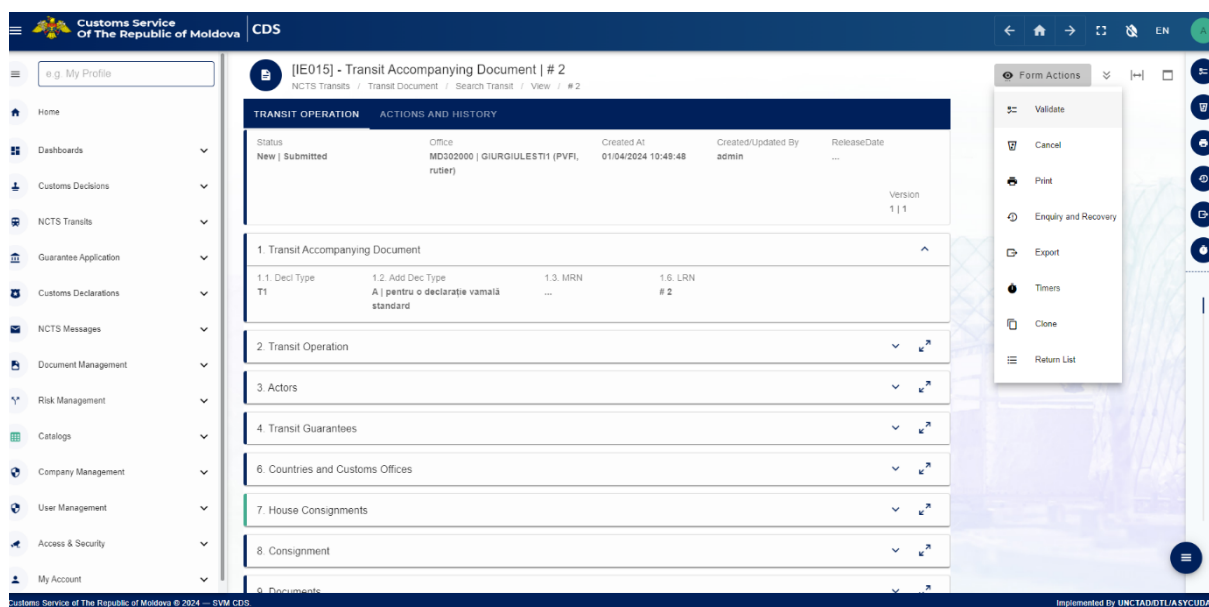 Customs Service
Of The Republic of Moldova
CDS
EN
A
e.g. My Profile
Home
Dashboards
Customs Decisions
NCTS Transits
Guarantee Application
Customs Declarations
NCTS Messages
Document Management
Risk Management
Catalogs
Company Management
User Management
Access & Security
My Account
[IE015] - Transit Accompanying Document | # 2
NCTS Transits / Transit Document / Search Transit / View / # 2
TRANSIT OPERATION ACTIONS AND HISTORY
Status Office Created At Created/Updated By ReleaseDate
New | Submitted MD302000 | GIURGIULESTI1 (PVFI, 01/04/2024 10:49:48 admin ...
rutier)
Version
1 | 1
1. Transit Accompanying Document
1.1. Decl Type 1.2. Add Dec Type 1.3. MRN 1.6. LRN
T1 A | pentru o declarație vamală ... # 2
standard
2. Transit Operation
3. Actors
4. Transit Guarantees
6. Countries and Customs Offices
7. House Consignments
8. Consignment
9. Documents
Form Actions
Validate
Cancel
Print
Enquiry and Recovery
Export
Timers
Clone
Return List
Customs Service of The Republic of Moldova © 2024 — SVM CDS
Implemented By UNCTAD/DTL/ASYCUDA